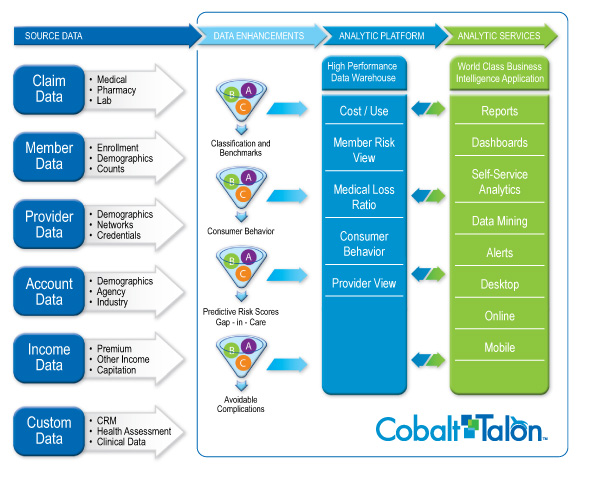 SOURCE DATA
DATA ENHANCEMENTS
ANALYTIC PLATFORM
ANALYTIC SERVICES
Claim
Data
• Medical
• Pharmacy
• Lab
Member
Data
• Enrollment
• Demographics
• Counts
Provider
Data
• Demographics
• Networks
• Credentials
Account
Data
• Demographics
• Agency
• Industry
Income
Data
• Premium
• Other Income
• Capitation
Custom
Data
• CRM
• Health Assessment
• Clinical Data
B A
C
Classification and
Benchmarks
B A
C
Consumer Behavior
B A
C
Predictive Risk Scores
Gap - in - Care
B A
C
Avoidable
Complications
High Performance
Data Warehouse
Cost / Use
Member Risk
View
Medical Loss
Ratio
Consumer
Behavior
Provider View
World Class Business
Intelligence Application
Reports
Dashboards
Self-Service
Analytics
Data Mining
Alerts
Desktop
Online
Mobile
Cobalt Talon™